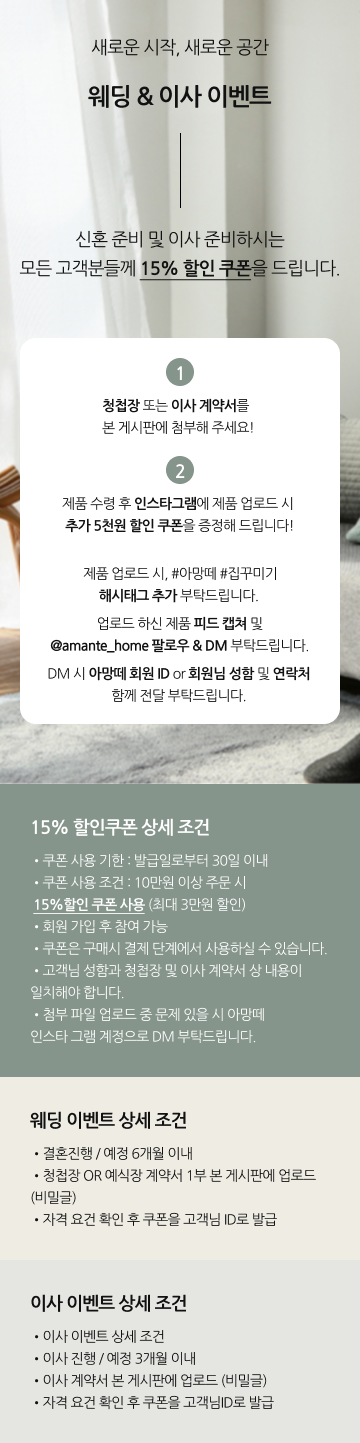 새로운 시작, 새로운 공간
웨딩 & 이사 이벤트
신혼 준비 및 이사 준비하시는
모든 고객분들께 15% 할인 쿠폰을 드립니다.
1
청첩장 또는 이사 계약서를
본 게시판에 첨부해 주세요!
2
제품 수령 후 인스타그램에 제품 업로드 시
추가 5천원 할인 쿠폰을 증정해 드립니다!
제품 업로드 시, #아망떼 #집꾸미기
해시태그 추가 부탁드립니다.
업로드 하신 제품 피드 캡쳐 및
@amante_home 팔로우 & DM 부탁드립니다.
DM 시 아망떼 회원 ID or 회원님 성함 및 연락처
함께 전달 부탁드립니다.
15% 할인쿠폰 상세 조건
• 쿠폰 사용 기한 : 발급일로부터 30일 이내
• 쿠폰 사용 조건 : 10만원 이상 주문 시
15%할인 쿠폰 사용 (최대 3만원 할인)
• 회원 가입 후 참여 가능
• 쿠폰은 구매시 결제 단계에서 사용하실 수 있습니다.
• 고객님 성함과 청첩장 및 이사 계약서 상 내용이
일치해야 합니다.
• 첨부 파일 업로드 중 문제 있을 시 아망떼
인스타 그램 계정으로 DM 부탁드립니다.
웨딩 이벤트 상세 조건
• 결혼진행 / 예정 6개월 이내
• 청첩장 OR 예식장 계약서 1부 본 게시판에 업로드
(비밀글)
• 자격 요건 확인 후 쿠폰을 고객님 ID로 발급
이사 이벤트 상세 조건
• 이사 이벤트 상세 조건
• 이사 진행 / 예정 3개월 이내
• 이사 계약서 본 게시판에 업로드 (비밀글)
• 자격 요건 확인 후 쿠폰을 고객님ID로 발급